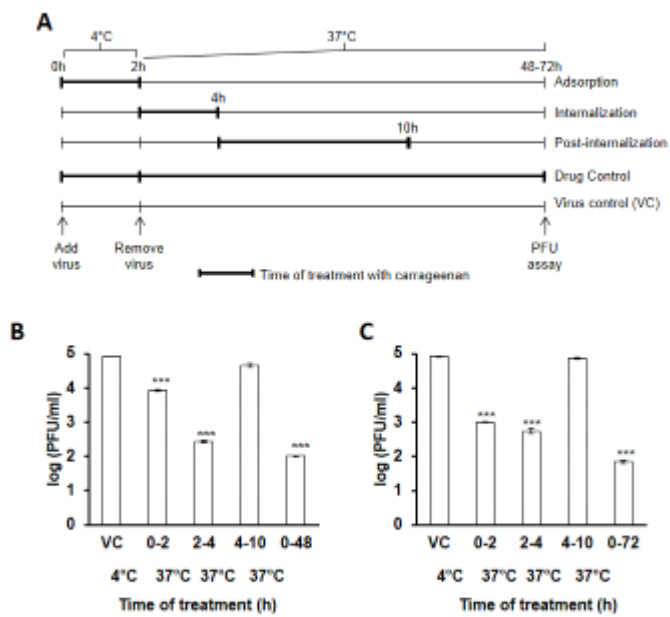 A
4°C
37°C
0h
2h
48-72h
Adsorption
4h
Internalization
10h
Post-internalization
Drug Control
Virus control (VC)
Add virus
Remove virus
PFU assay
Time of treatment with carrageenan
B
5
4
3
2
1
0
log (PFU/ml)
***
***
***
VC 0-2 2-4 4-10 0-48
4°C 37°C 37°C 37°C
Time of treatment (h)
C
5
4
3
2
1
0
log (PFU/ml)
***
***
***
VC 0-2 2-4 4-10 0-72
4°C 37°C 37°C 37°C
Time of treatment (h)